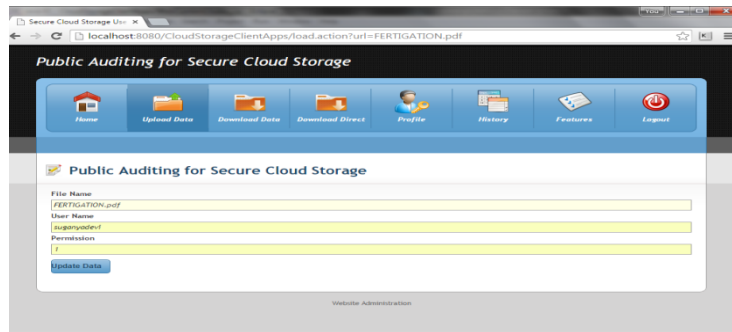 Secure Cloud Storage Use
You
localhost:8080/CloudStorageClientApps/load.action?url=FERTIGATION.pdf
Public Auditing for Secure Cloud Storage
Home Upload Data Download Data Download Direct Profile History Features Logout
Public Auditing for Secure Cloud Storage
File Name
FERTIGATION.pdf
User Name
suganyadevi
Permission
1
Update Data
Website Administration